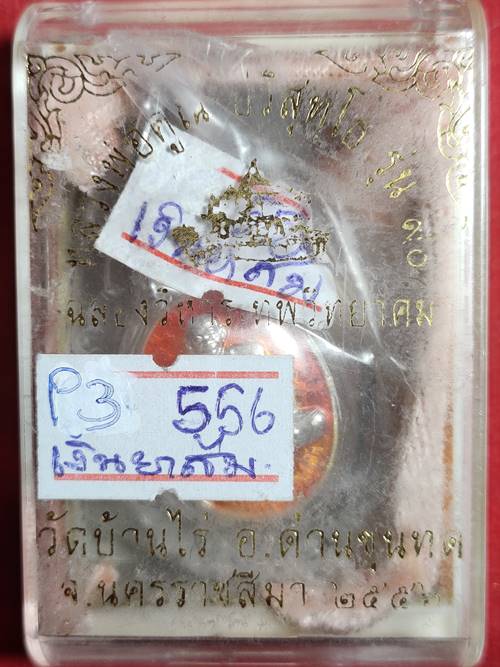 หลวงพ่อคูณ ปริสุทฺโธ รุ่น
ฉลองวิหารเทพวิทยาคม
P3 556
เงินยาส้ม.
วัดบ้านไร่ อ.ด่านขุนทด
จ.นครราชสีมา ๒๕๕๖